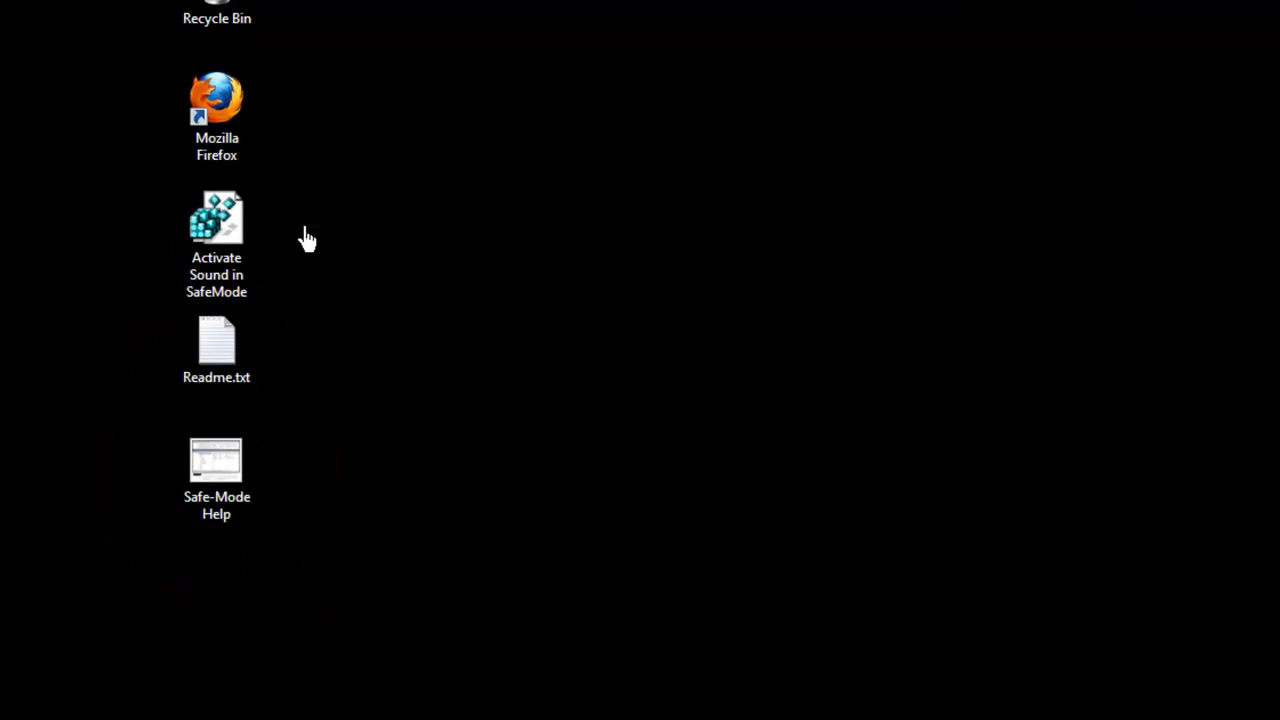 Recycle Bin
Mozilla
Firefox
Activate
Sound in
SafeMode
Readme.txt
Safe-Mode
Help